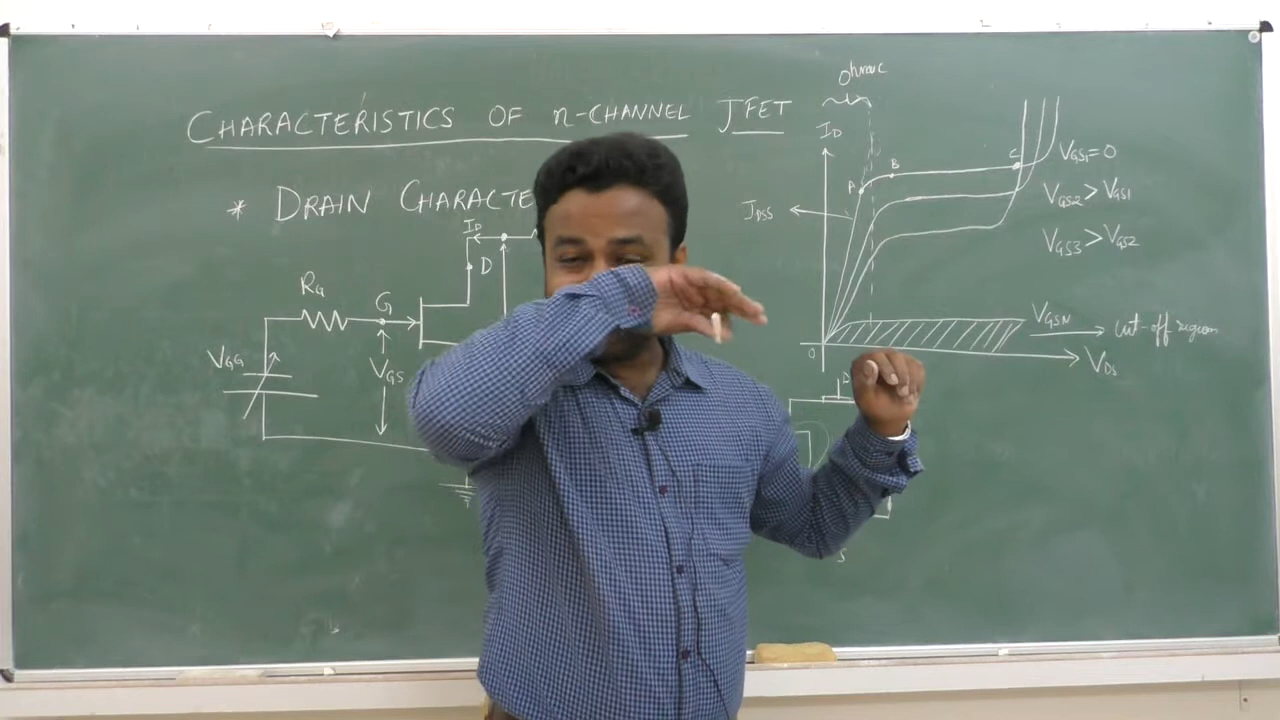 CHARACTERISTICS OF n-CHANNEL JFET
* DRAIN CHARACTE
ID
D
RG
G
VGG
VGS
Ohmic
ID
A
B
C
VGS1=0
VGS2>VGS1
VGS3>VGS2
IDSS
VGSN
cut-off region
0
VDS
D
S